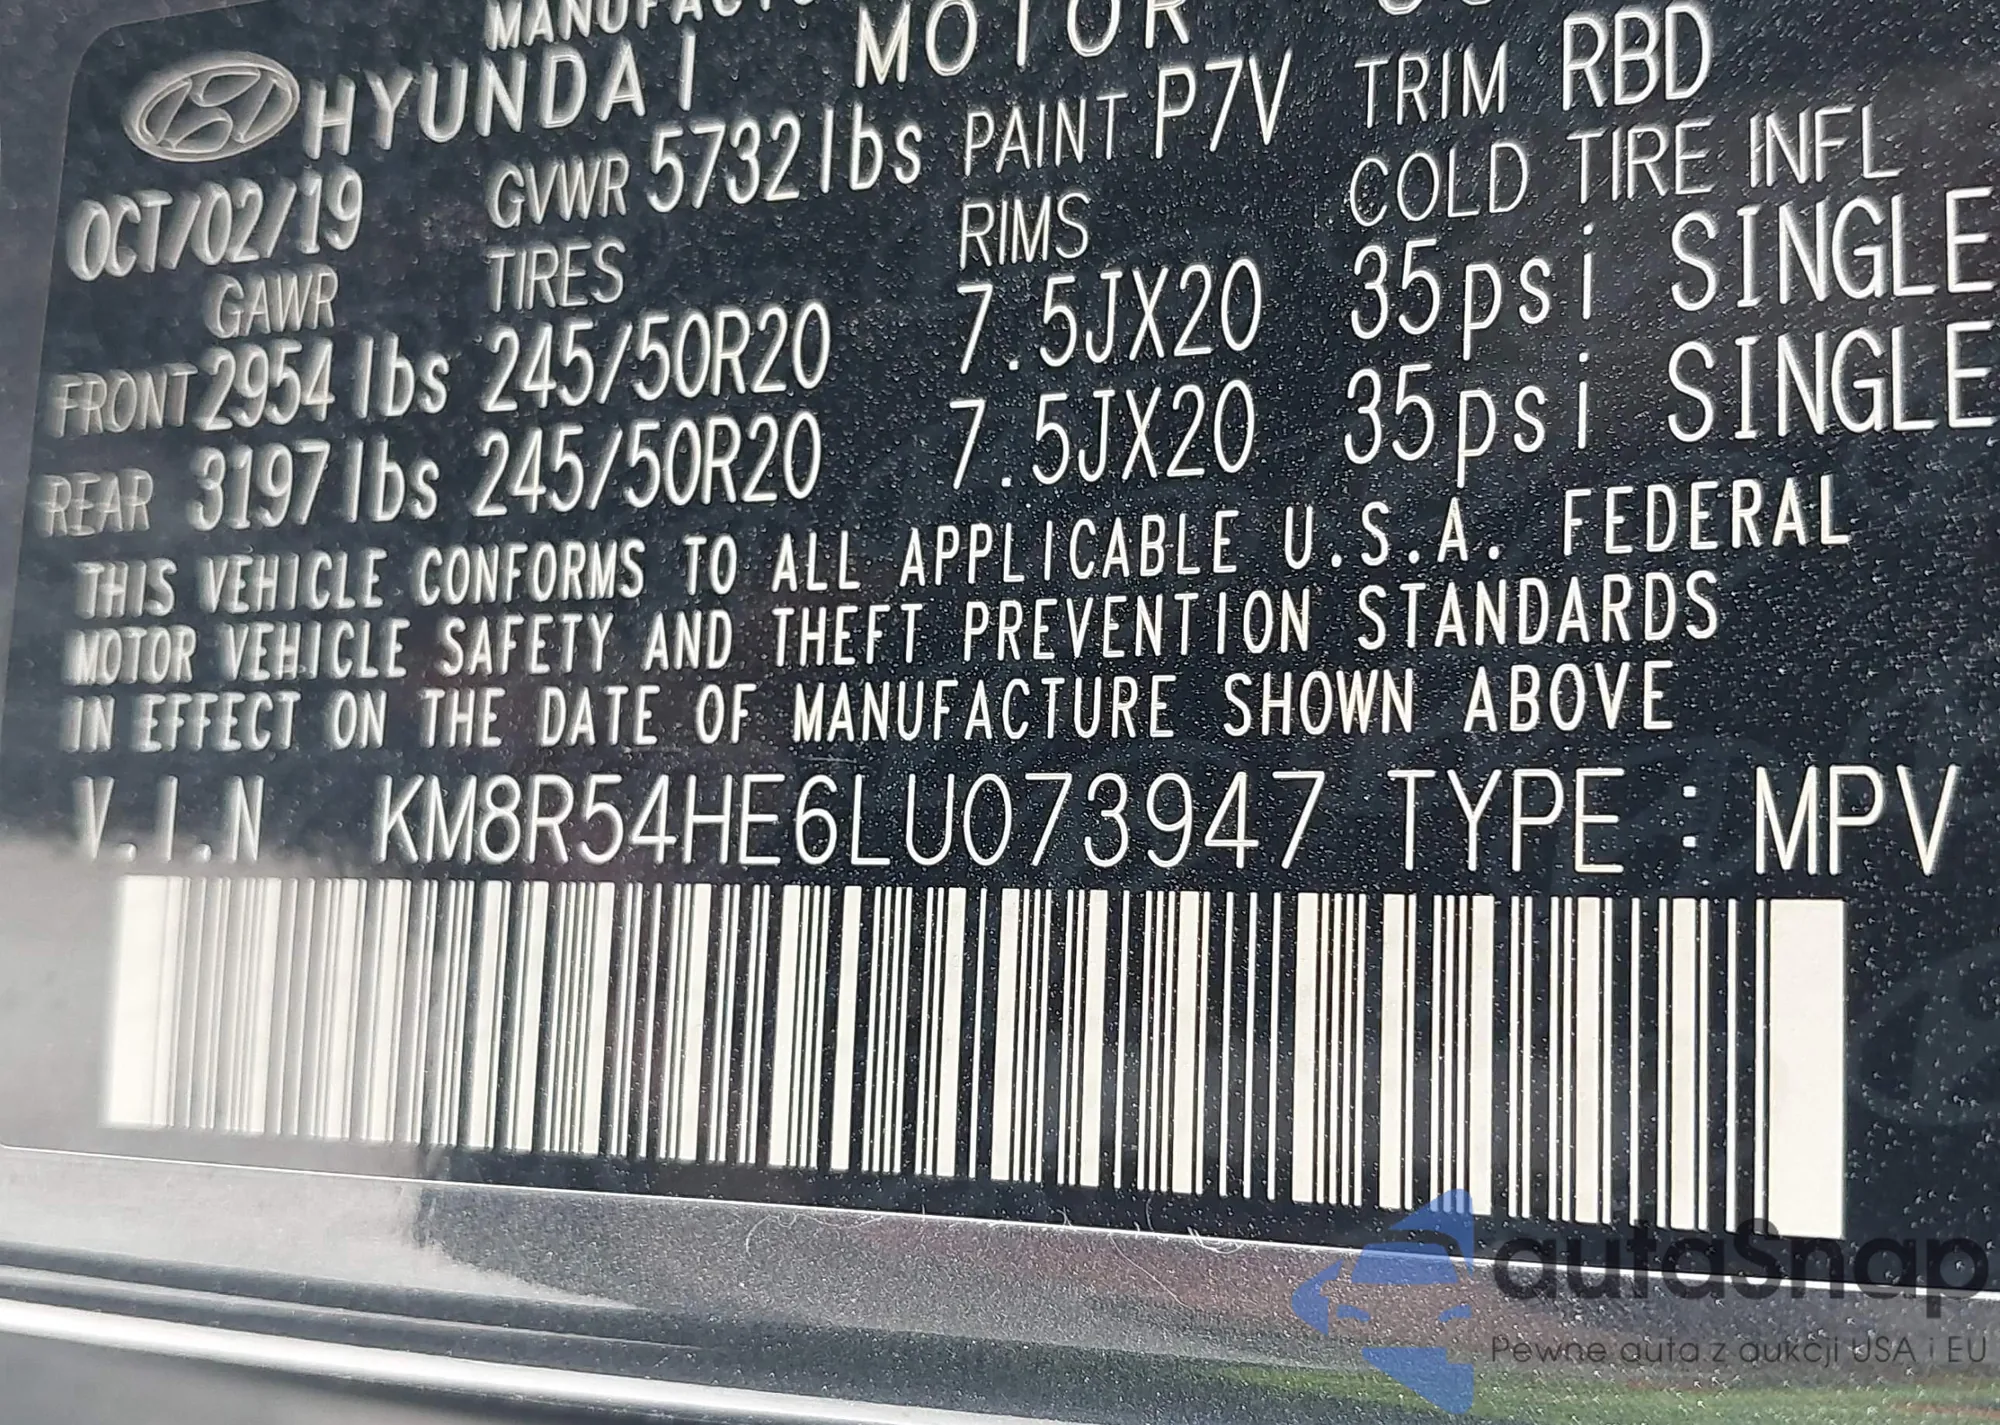 MOTOR
HYUNDAI
OCT/02/19 GVWR 5732lbs PAINT P7V TRIM RBD
GAWR TIRES RIMS COLD TIRE INFL
FRONT 2954 lbs 245/50R20 7.5JX20 35psi SINGLE
REAR 3197 lbs 245/50R20 7.5JX20 35psi SINGLE
THIS VEHICLE CONFORMS TO ALL APPLICABLE U.S.A. FEDERAL
MOTOR VEHICLE SAFETY AND THEFT PREVENTION STANDARDS
IN EFFECT ON THE DATE OF MANUFACTURE SHOWN ABOVE
V.I.N KM8R54HE6LU073947 TYPE : MPV
autaSnap
Pewne auta z aukcji USA i EU